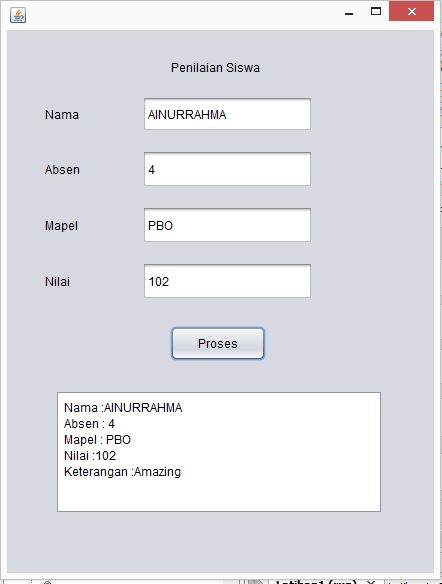 Penilaian Siswa
Nama AINURRAHMA
Absen 4
Mapel PBO
Nilai 102
Proses
Nama :AINURRAHMA
Absen : 4
Mapel : PBO
Nilai :102
Keterangan :Amazing